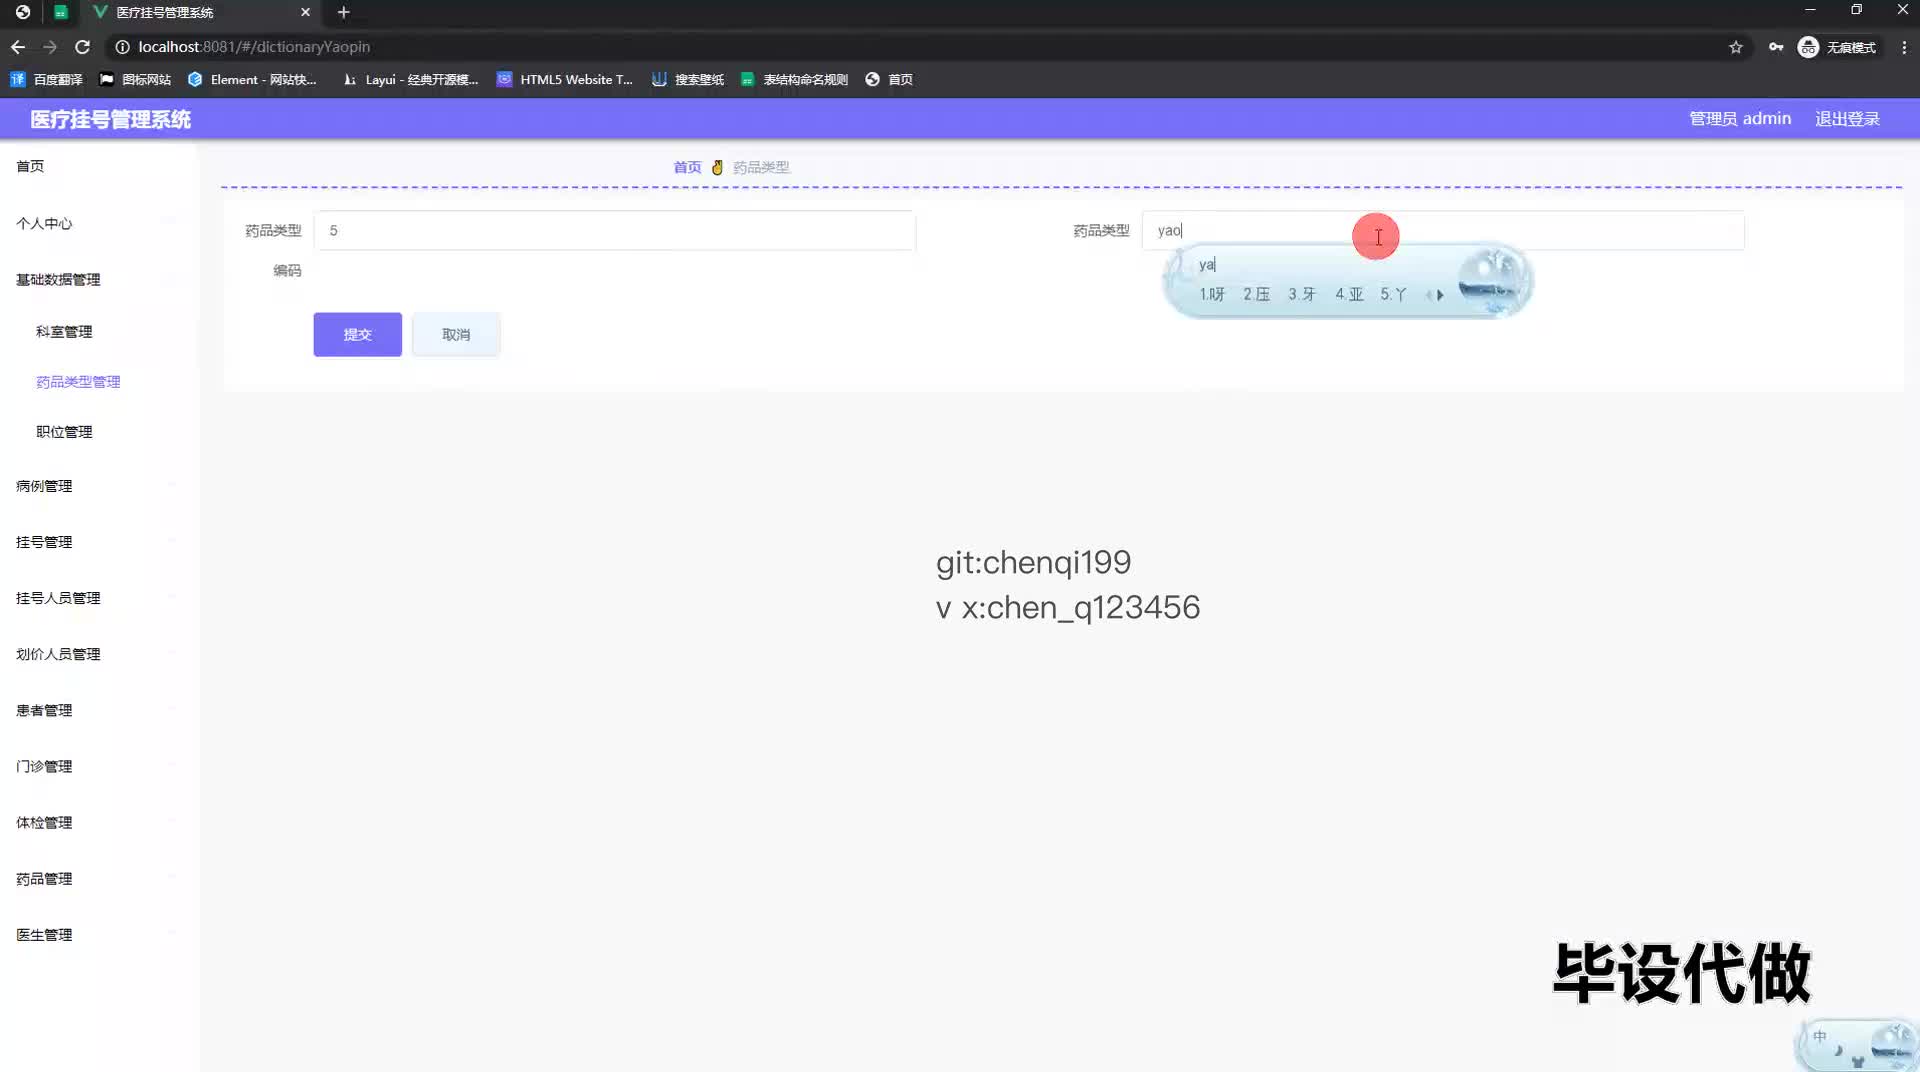 医疗挂号管理系统
localhost:8081/#/dictionaryYaopin
无痕模式
百度翻译
图标网站
Element - 网站快...
Layui - 经典开源模...
HTML5 Website T...
搜索壁纸
表结构命名规则
首页
医疗挂号管理系统
管理员 admin
退出登录
首页
个人中心
基础数据管理
科室管理
药品类型管理
职位管理
病例管理
挂号管理
挂号人员管理
划价人员管理
患者管理
门诊管理
体检管理
药品管理
医生管理
首页
药品类型
药品类型
编码
5
药品类型
yao
ya
1.呀 2.压 3.牙 4.亚 5.丫
提交
取消
git:chenqi199
v x:chen_q123456
毕设代做
中